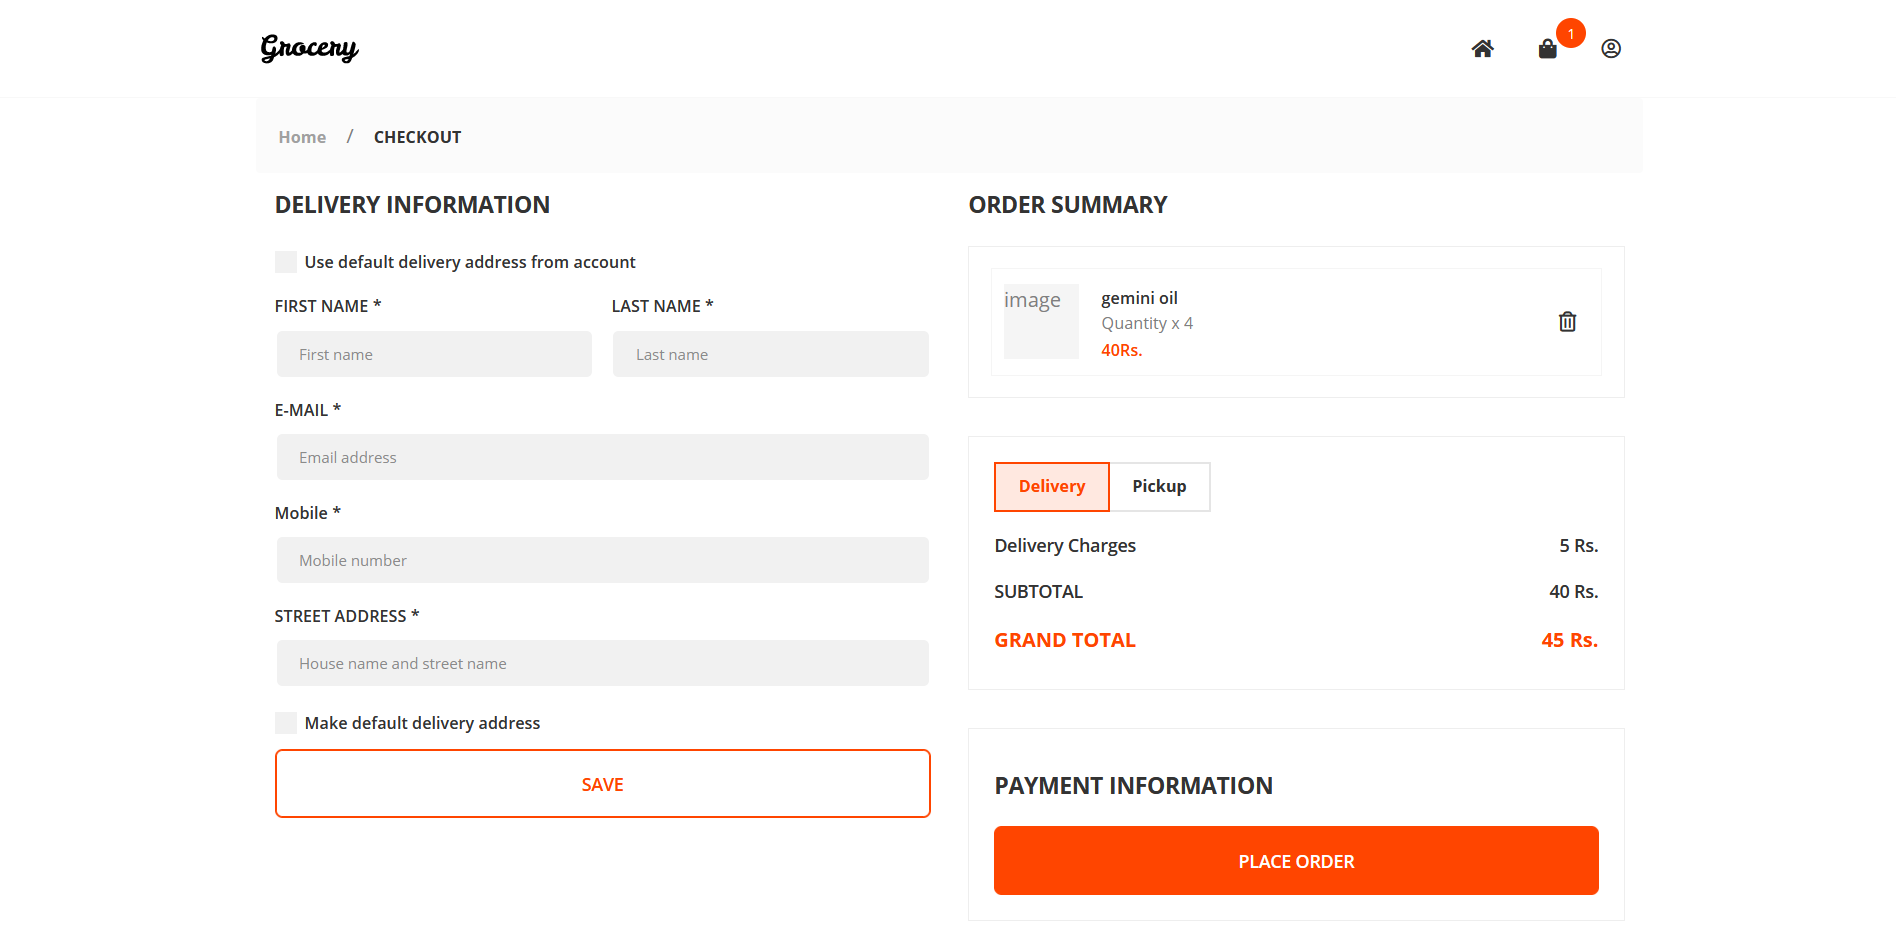 Grocery
1
Home / CHECKOUT
DELIVERY INFORMATION
Use default delivery address from account
FIRST NAME *
LAST NAME *
First name
Last name
E-MAIL *
Email address
Mobile *
Mobile number
STREET ADDRESS *
House name and street name
Make default delivery address
SAVE
ORDER SUMMARY
image
gemini oil
Quantity x 4
40Rs.
Delivery
Pickup
Delivery Charges 5 Rs.
SUBTOTAL 40 Rs.
GRAND TOTAL 45 Rs.
PAYMENT INFORMATION
PLACE ORDER